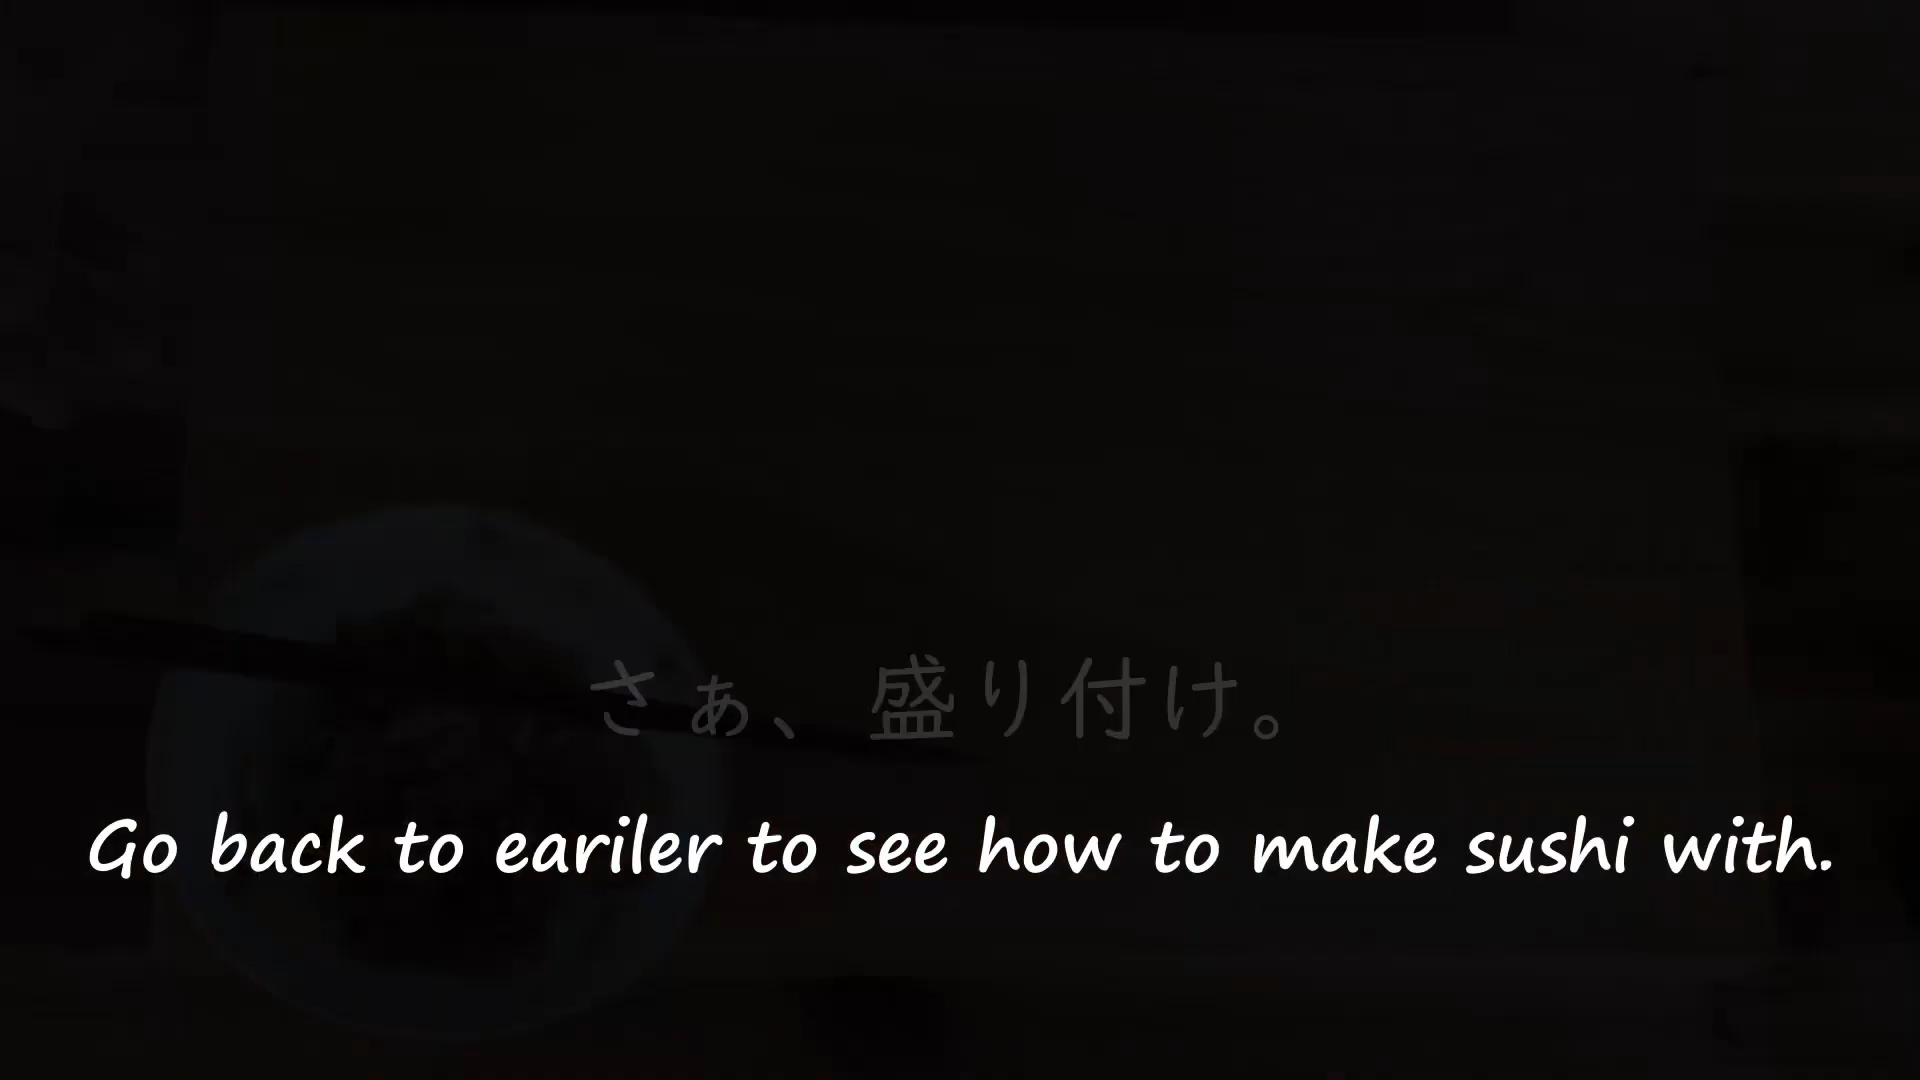 さぁ、盛り付け。
Go back to eariler to see how to make sushi with.